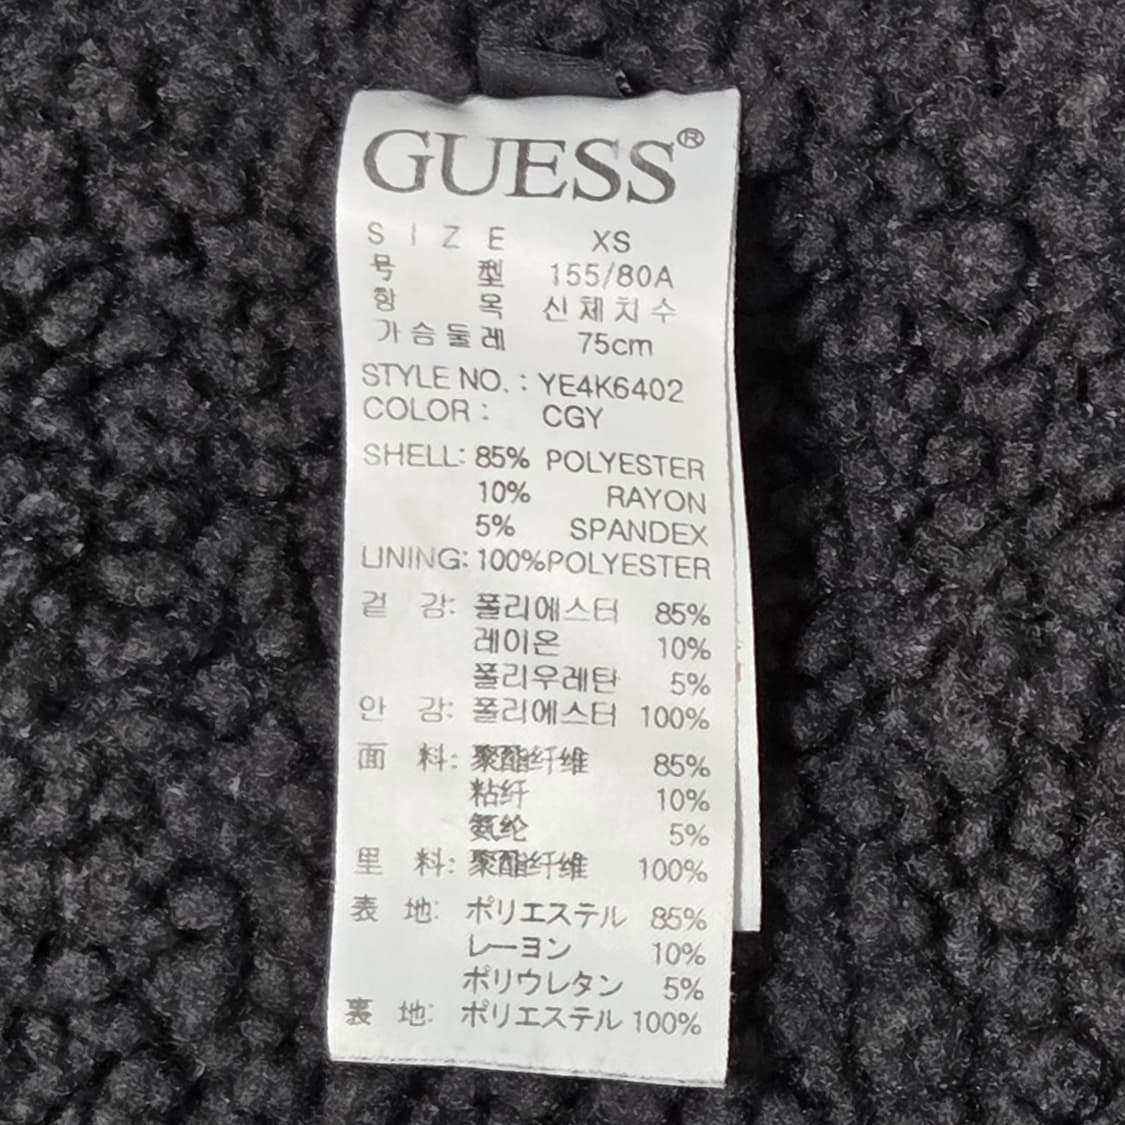 GUESS®
SIZE XS
号型 155/80A
항목 신체치수
가슴둘레 75cm
STYLE NO.: YE4K6402
COLOR: CGY
SHELL: 85% POLYESTER
10% RAYON
5% SPANDEX
LINING: 100%POLYESTER
겉감: 폴리에스터 85%
레이온 10%
폴리우레탄 5%
안감: 폴리에스터 100%
面料: 聚酯纤维 85%
粘纤 10%
氨纶 5%
里料: 聚酯纤维 100%
表地: ポリエステル 85%
レーヨン 10%
ポリウレタン 5%
裏地: ポリエステル 100%